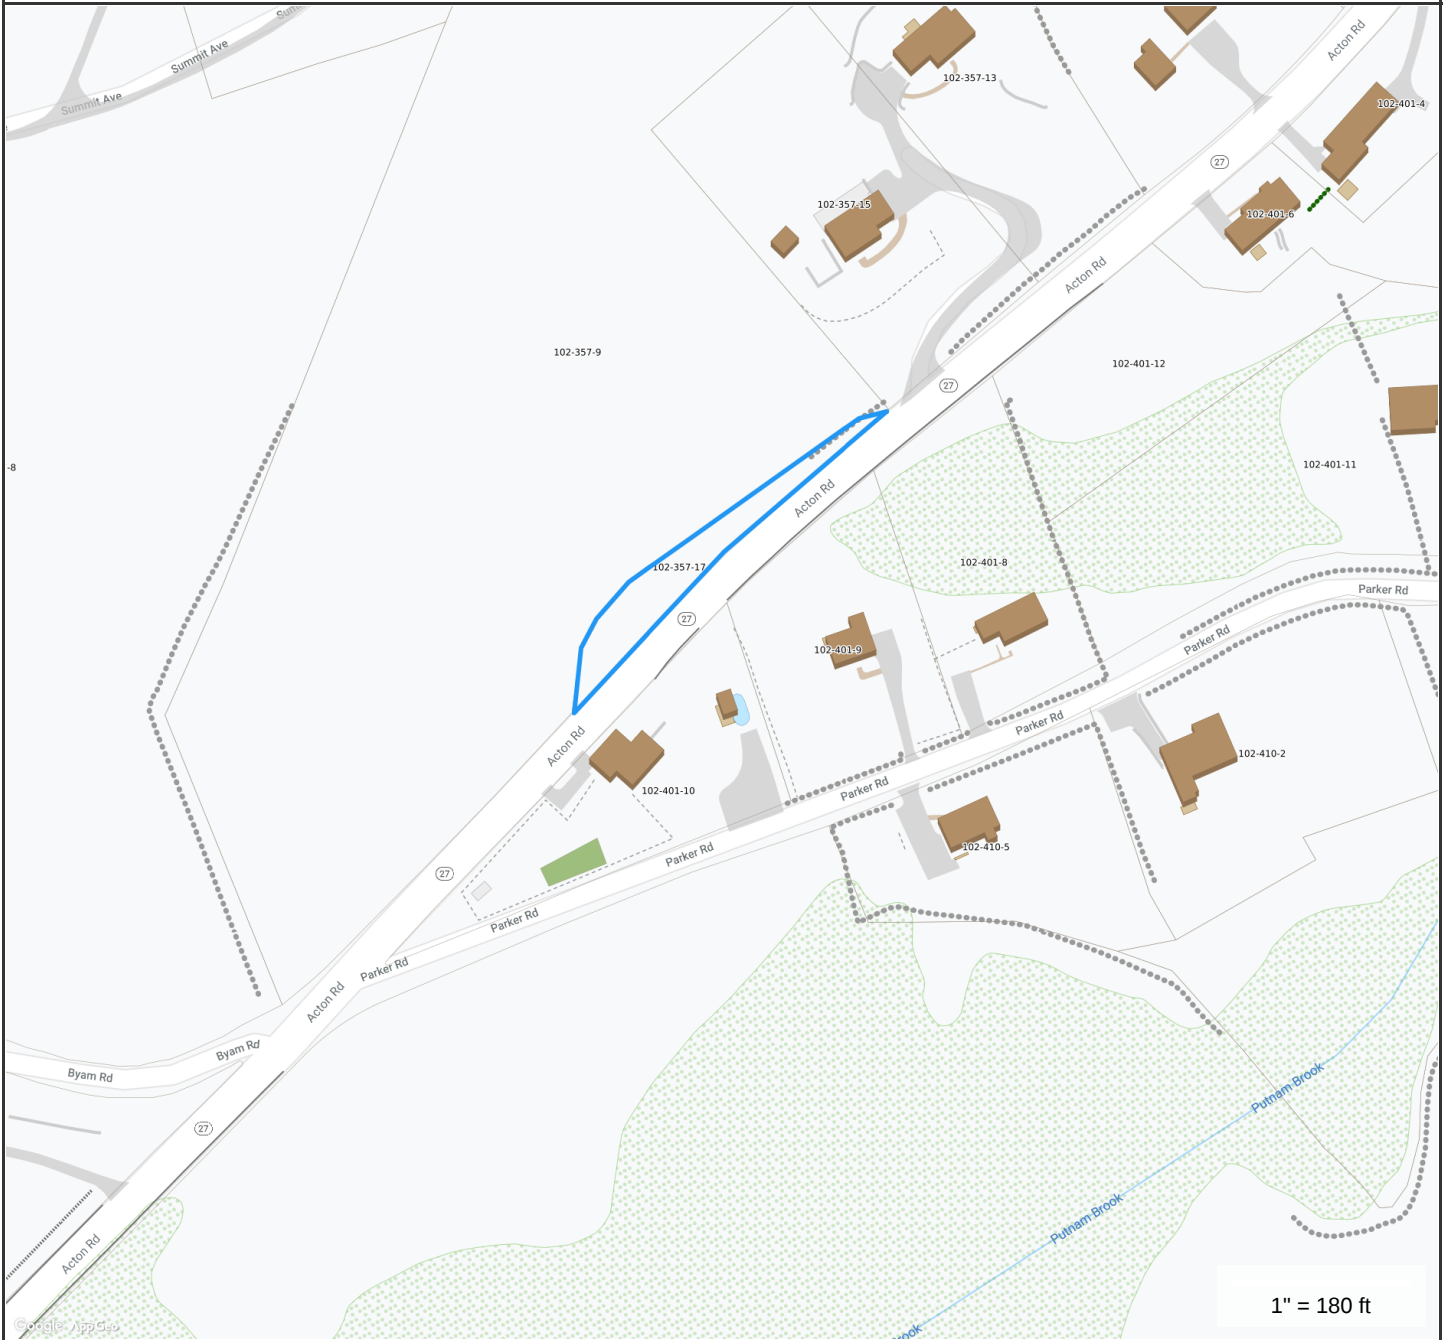 Summit Ave
Summit Ave
Acton Rd
102-357-13
102-401-4
27
102-357-15
102-401-6
Acton Rd
102-357-9
102-401-12
27
-8
102-401-11
Acton Rd
102-357-17
102-401-8
Parker Rd
27
Parker Rd
102-401-9
Parker Rd
Acton Rd
102-410-2
102-401-10
Parker Rd
102-410-5
Parker Rd
27
Parker Rd
Parker Rd
Acton Rd
Byam Rd
Byam Rd
Putnam Brook
27
Putnam Brook
Acton Rd
1" = 180 ft
Google AppGeo